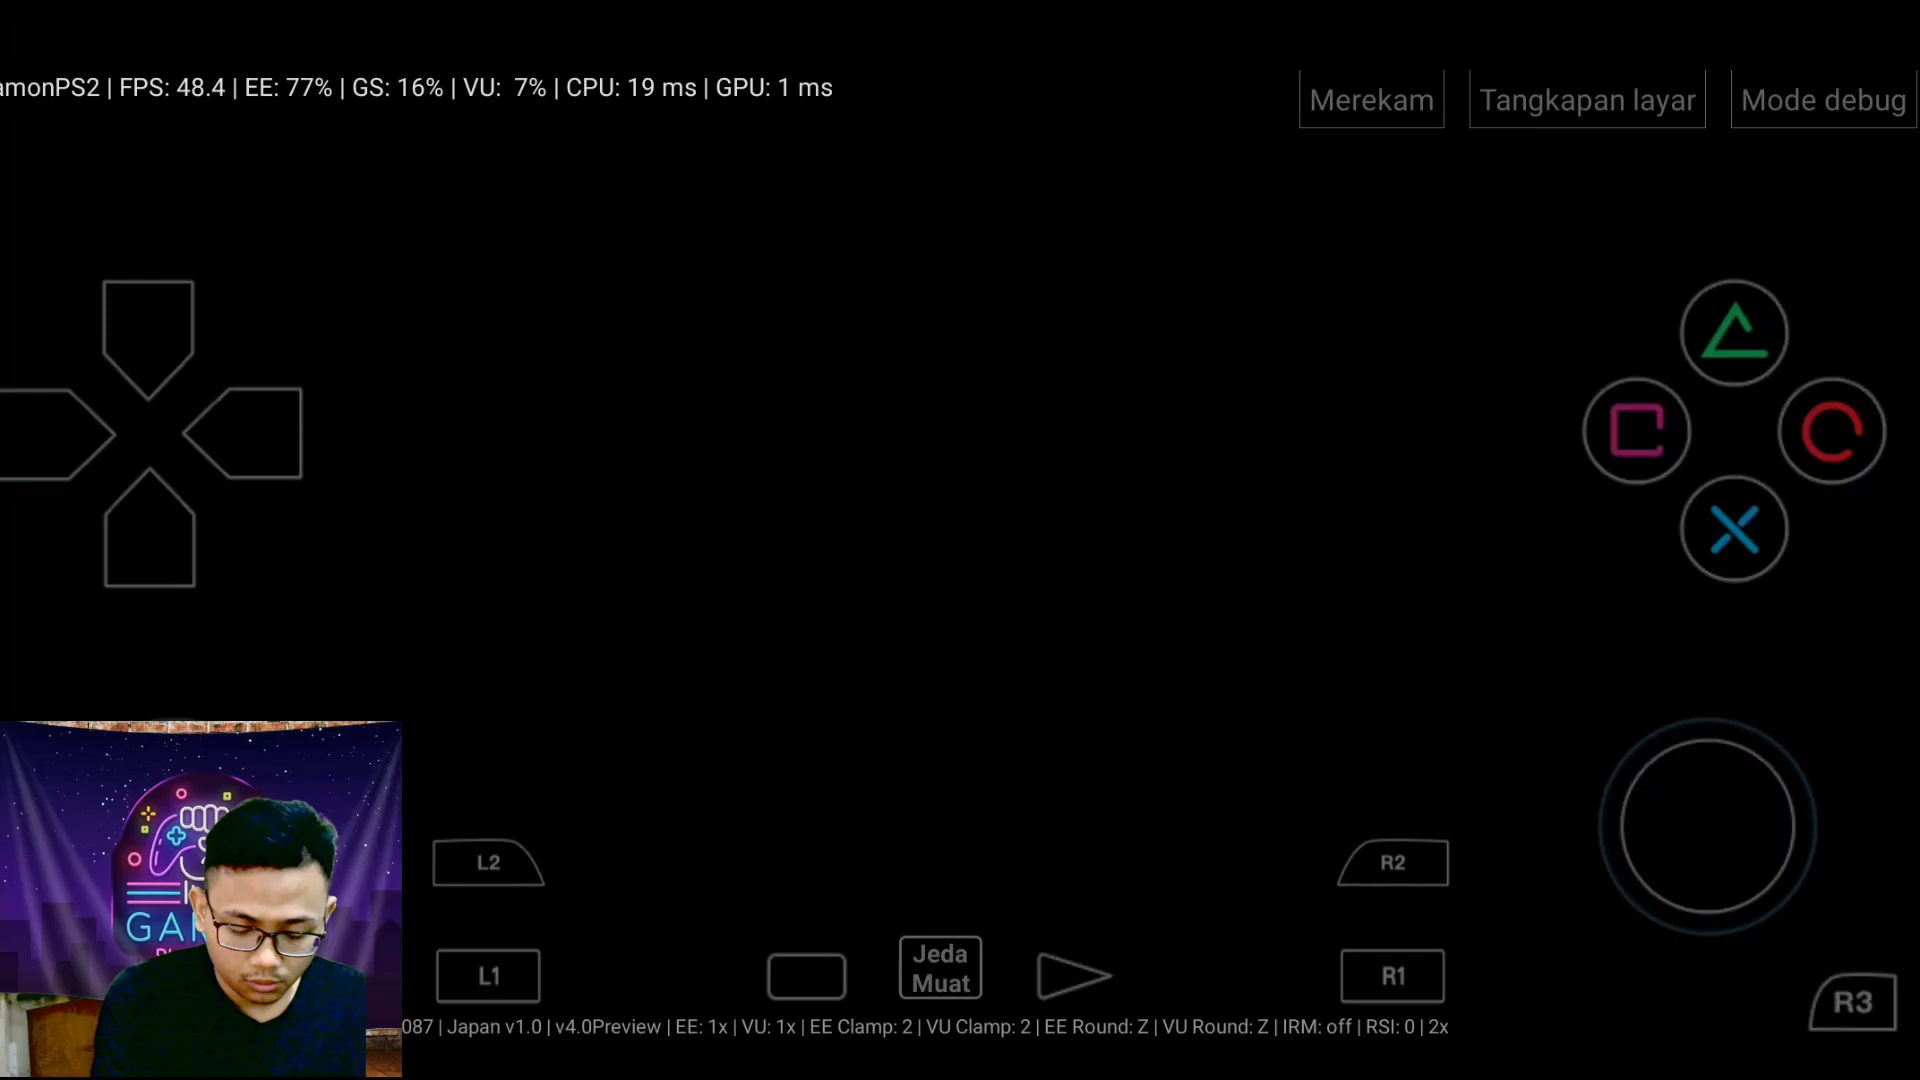 amonPS2 | FPS: 48.4 | EE: 77% | GS: 16% | VU: 7% | CPU: 19 ms | GPU: 1 ms
Merekam
Tangkapan layar
Mode debug
L2
R2
L1
Jeda
Muat
R1
R3
087 | Japan v1.0 | v4.0Preview | EE: 1x | VU: 1x | EE Clamp: 2 | VU Clamp: 2 | EE Round: Z | VU Round: Z | IRM: off | RSI: 0 | 2x